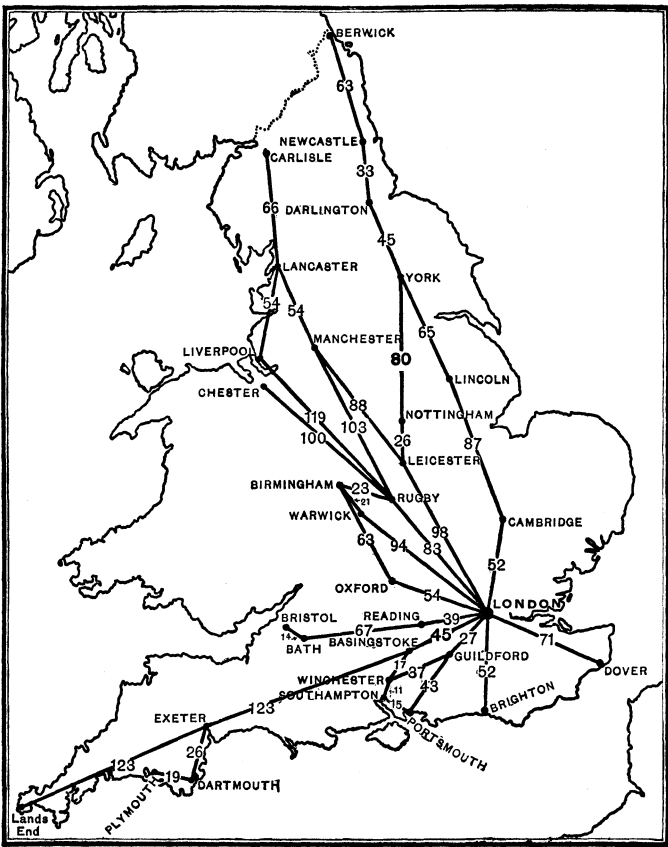 BERWICK
63
NEWCASTLE
CARLISLE
33
66
DARLINGTON
45
LANCASTER
YORK
54
54
65
MANCHESTER
LIVERPOOL
80
LINCOLN
CHESTER
88
119
103
NOTTINGHAM
100
26
87
LEICESTER
BIRMINGHAM
23
RUGBY
21
WARWICK
CAMBRIDGE
98
63
94
83
52
OXFORD
54
LONDON
BRISTOL
READING
39
67
45
27
71
14
BATH
BASINGSTOKE
GUILDFORD
17
37
52
DOVER
WINCHESTER
43
11
SOUTHAMPTON
15
BRIGHTON
123
EXETER
PORTSMOUTH
26
123
19
DARTMOUTH
PLYMOUTH
Lands
End